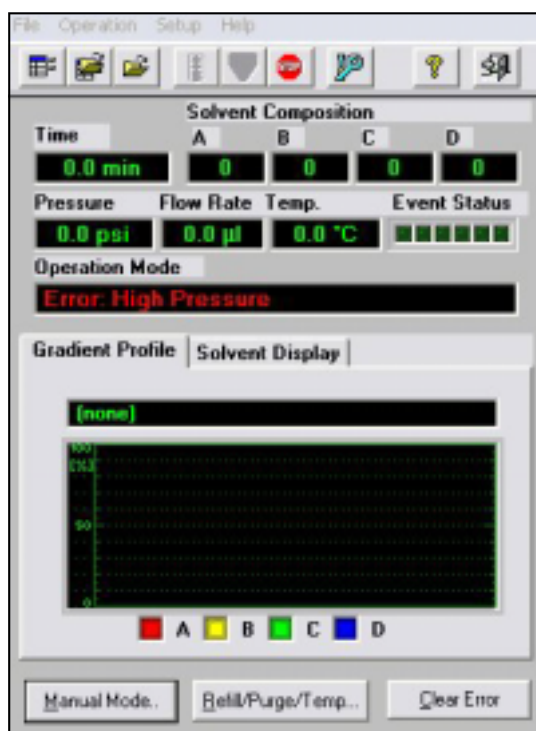 File Operation Setup Help
Solvent Composition
Time A B C D
0.0 min 0 0 0 0
Pressure Flow Rate Temp. Event Status
0.0 psi 0.0 µl 0.0 °C
Operation Mode
Error: High Pressure
Gradient Profile Solvent Display
(none)
100
[%]
50
0
A B C D
Manual Mode.. Refill/Purge/Temp... Clear Error